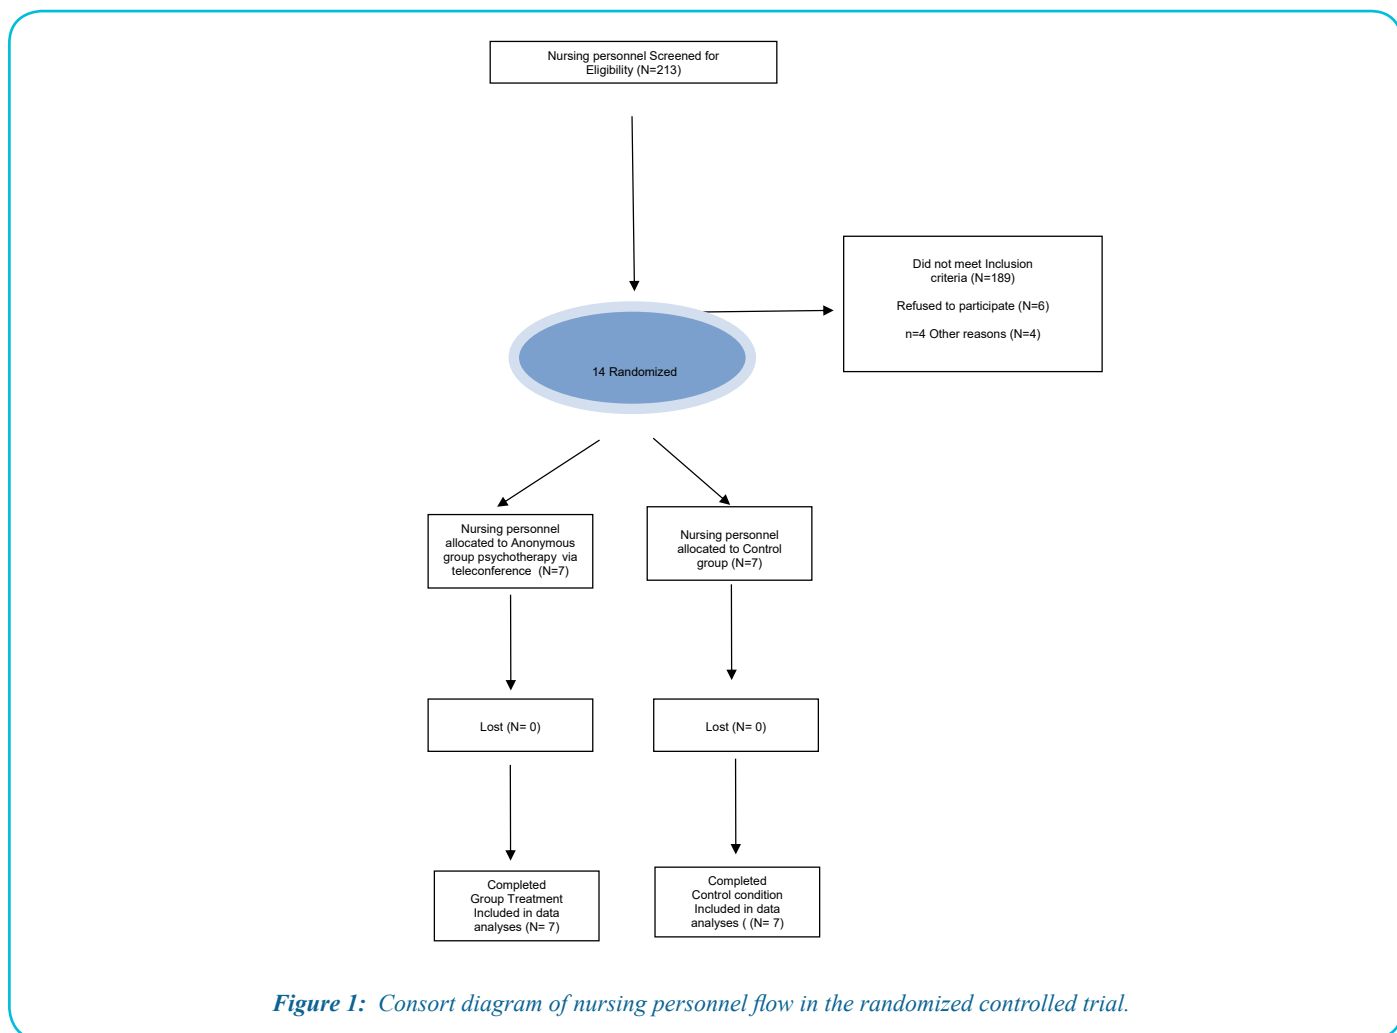 Nursing personnel Screened for
Eligibility (N=213)
Did not meet Inclusion
criteria (N=189)
Refused to participate (N=6)
n=4 Other reasons (N=4)
14 Randomized
Nursing personnel
allocated to Anonymous
group psychotherapy via
teleconference (N=7)
Nursing personnel
allocated to Control
group (N=7)
Lost (N= 0)
Lost (N= 0)
Completed
Group Treatment
Included in data
analyses (N= 7)
Completed
Control condition
Included in data
analyses ( (N= 7)
Figure 1: Consort diagram of nursing personnel flow in the randomized controlled trial.